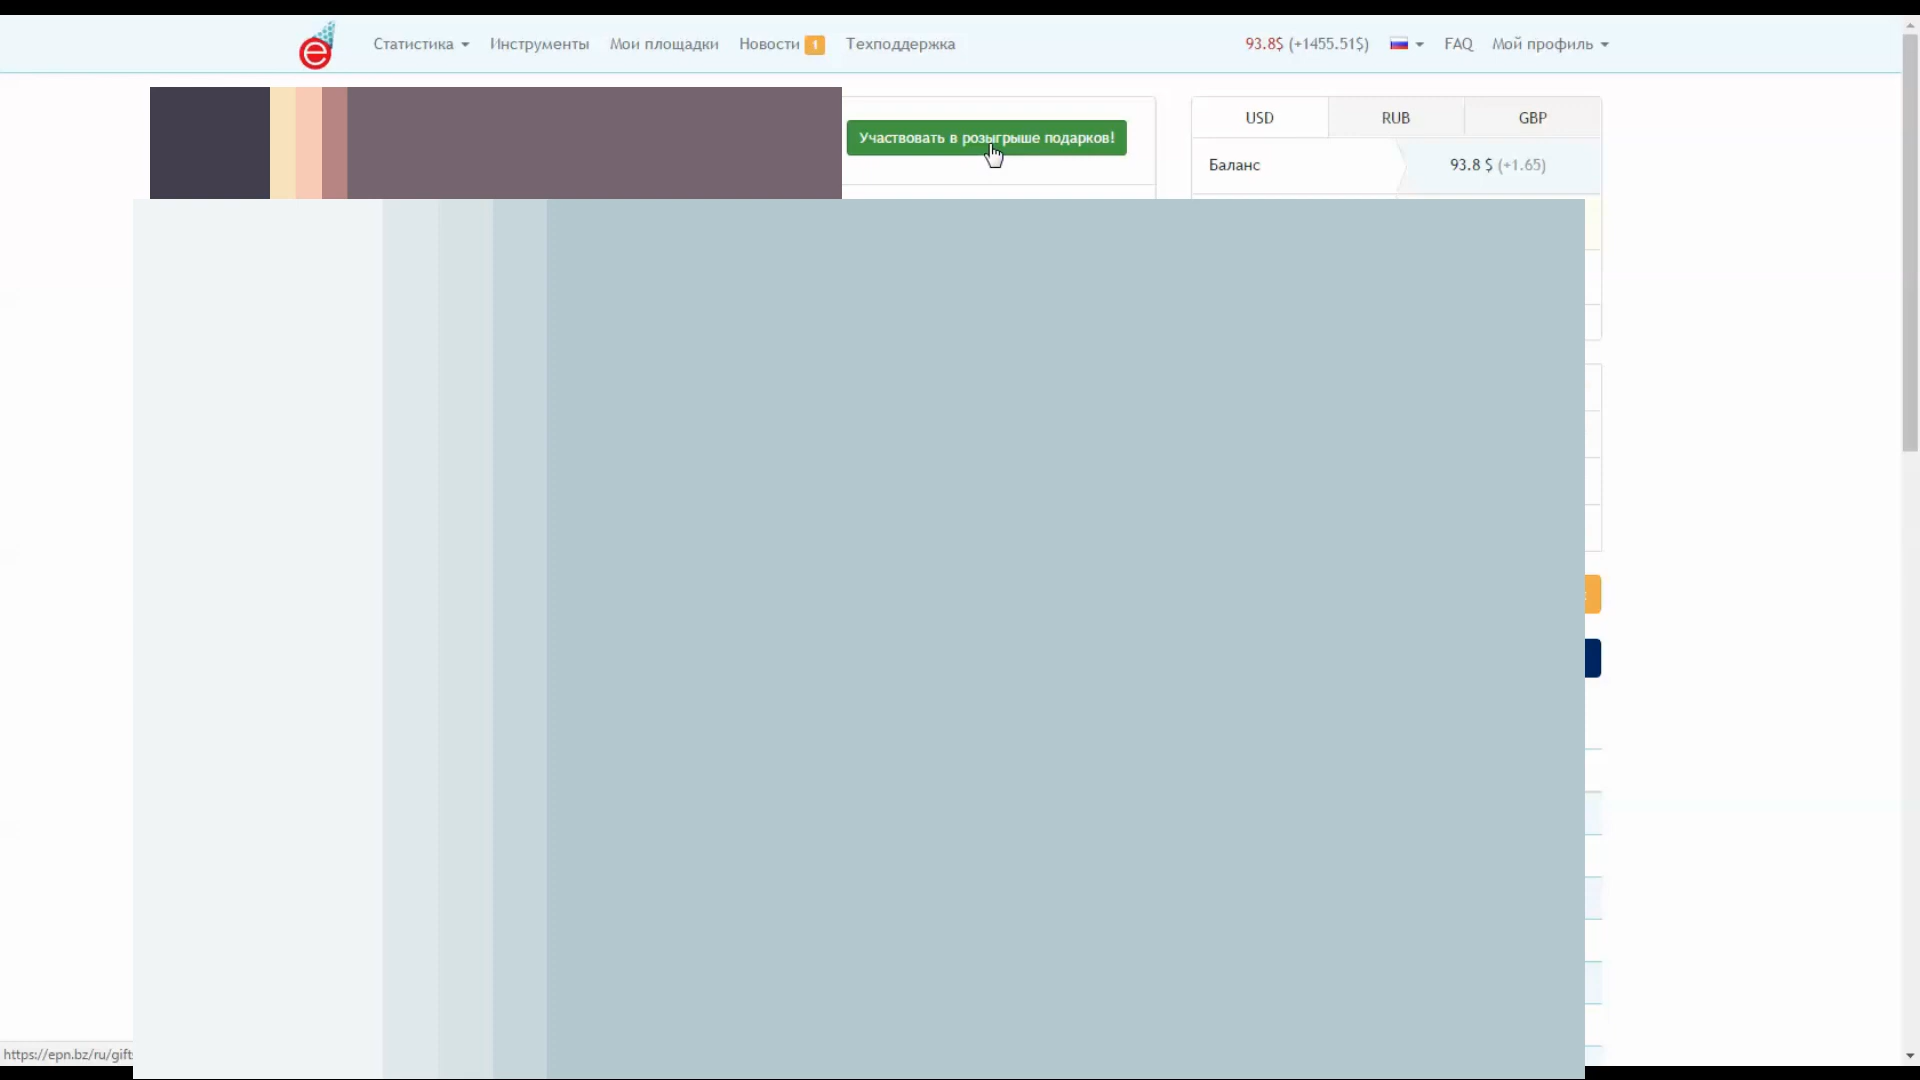 Статистика Инструменты Мои площадки Новости 1 Техподдержка 93.8$ (+1455.51$) FAQ Мой профиль
Участвовать в розыгрыше подарков!
USD RUB GBP
Баланс 93.8 $ (+1.65)
https://epn.bz/ru/gift